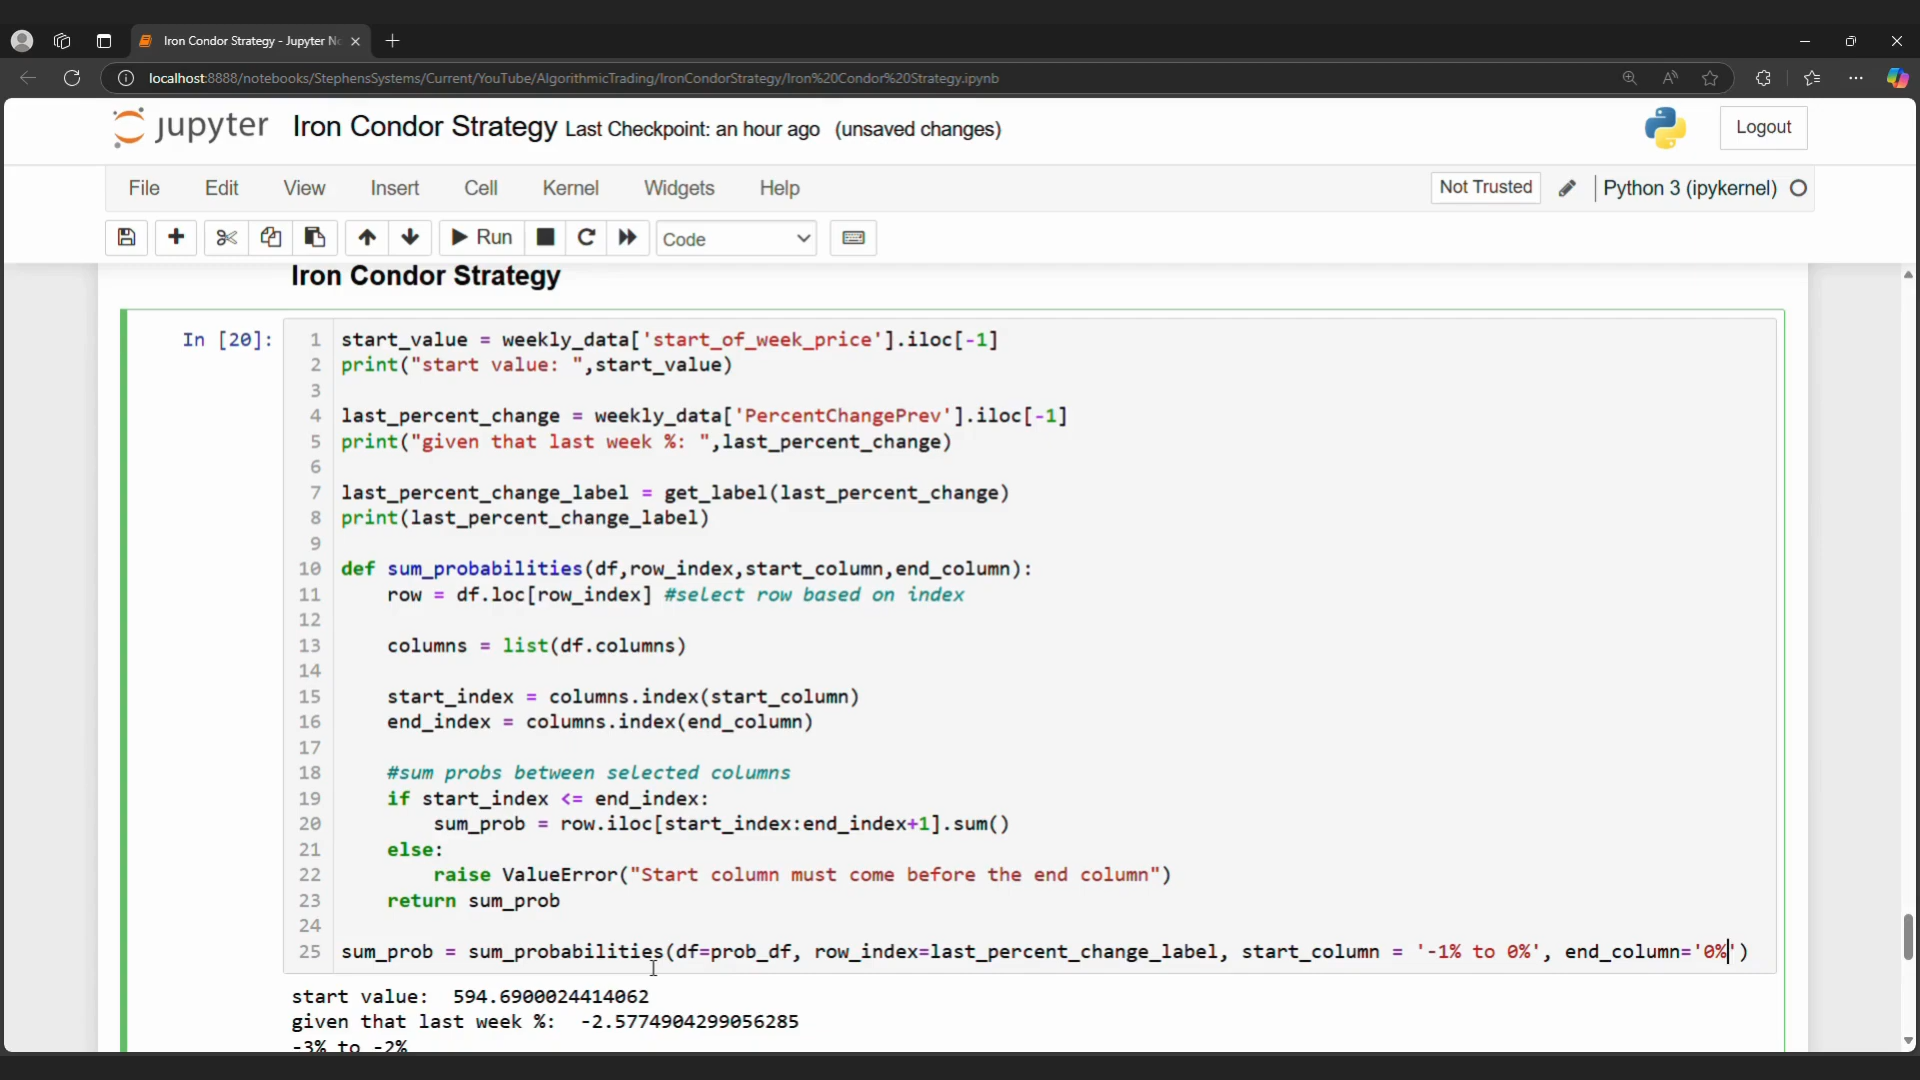 Iron Condor Strategy - Jupyter No
localhost:8888/notebooks/StephensSystems/Current/YouTube/AlgorithmicTrading/IronCondorStrategy/Iron%20Condor%20Strategy.ipynb
jupyter Iron Condor Strategy Last Checkpoint: an hour ago (unsaved changes) Logout
File Edit View Insert Cell Kernel Widgets Help Not Trusted Python 3 (ipykernel)
Run Code
Iron Condor Strategy
In [20]:
1 start_value = weekly_data['start_of_week_price'].iloc[-1]
2 print("start value: ",start_value)
3
4 last_percent_change = weekly_data['PercentChangePrev'].iloc[-1]
5 print("given that last week %: ",last_percent_change)
6
7 last_percent_change_label = get_label(last_percent_change)
8 print(last_percent_change_label)
9
10 def sum_probabilities(df,row_index,start_column,end_column):
11     row = df.loc[row_index] #select row based on index
12
13     columns = list(df.columns)
14
15     start_index = columns.index(start_column)
16     end_index = columns.index(end_column)
17
18     #sum probs between selected columns
19     if start_index <= end_index:
20         sum_prob = row.iloc[start_index:end_index+1].sum()
21     else:
22         raise ValueError("Start column must come before the end column")
23     return sum_prob
24
25 sum_prob = sum_probabilities(df=prob_df, row_index=last_percent_change_label, start_column = '-1% to 0%', end_column='0%')
start value:  594.6900024414062
given that last week %:  -2.5774904299056285
-3% to -2%